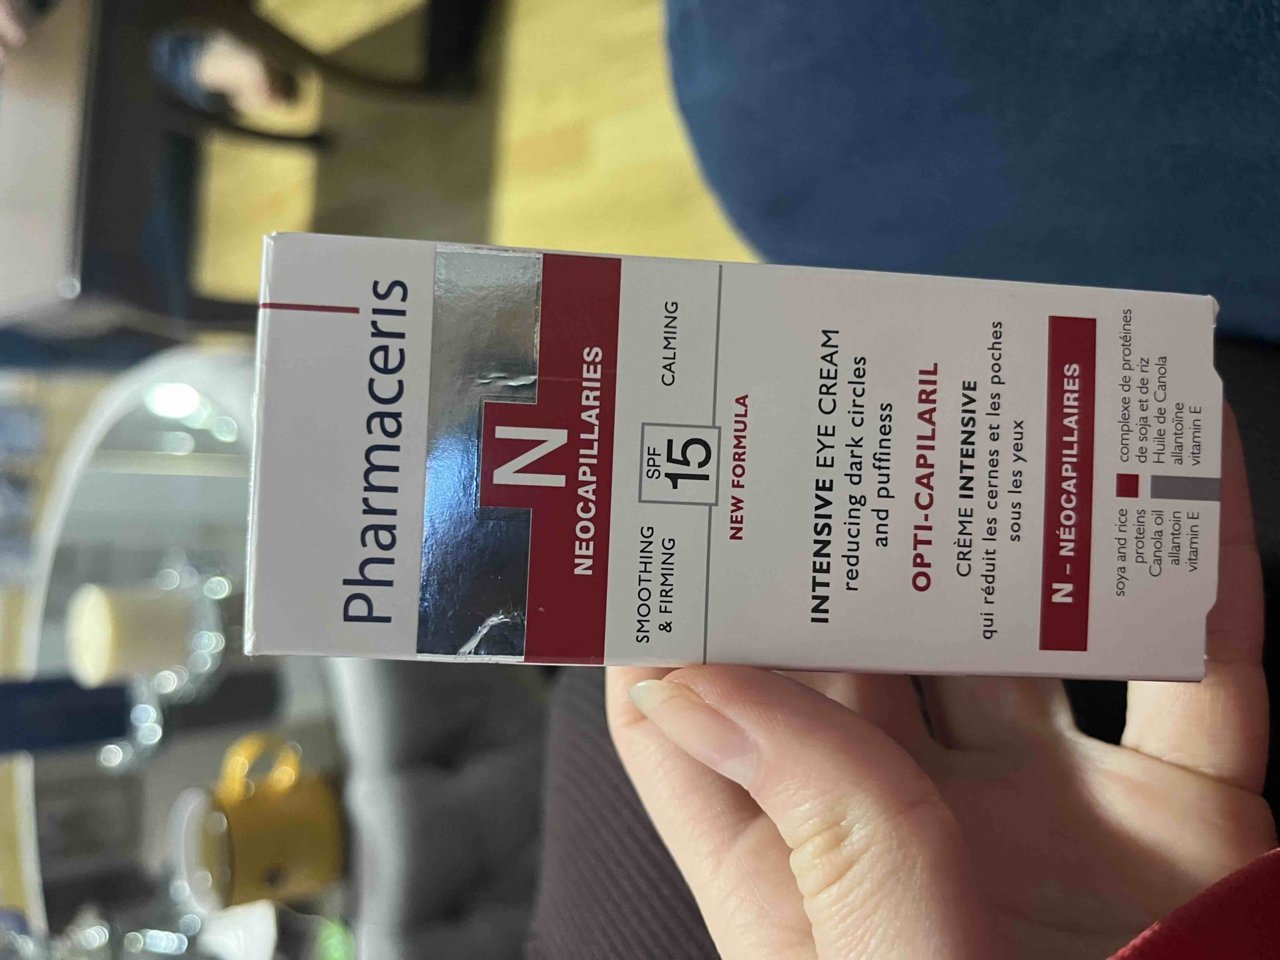 Pharmaceris
N
NEOCAPILLARIES
SMOOTHING
& FIRMING
SPF
15
CALMING
NEW FORMULA
INTENSIVE EYE CREAM
reducing dark circles
and puffiness
OPTI-CAPILARIL
CRÈME INTENSIVE
qui réduit les cernes et les poches
sous les yeux
N – NÉOCAPILLAIRES
soya and rice
proteins
Canola oil
allantoin
vitamin E
complexe de protéines
de soja et de riz
Huile de Canola
allantoïne
vitamin E